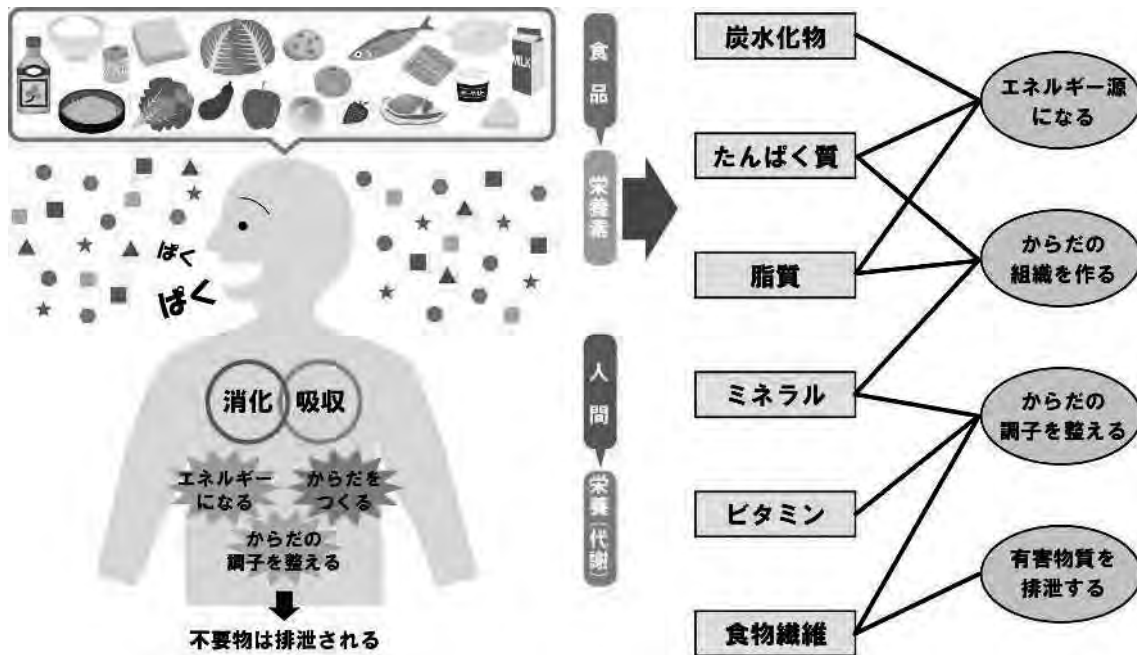 MILK
ぱく
ぱく
消化
吸収
エネルギー
になる
からだを
つくる
からだの
調子を整える
不要物は排泄される
食品
栄養素
人間
栄養(代謝)
炭水化物
たんぱく質
脂質
ミネラル
ビタミン
食物繊維
エネルギー源
になる
からだの
組織を作る
からだの
調子を整える
有害物質を
排泄する